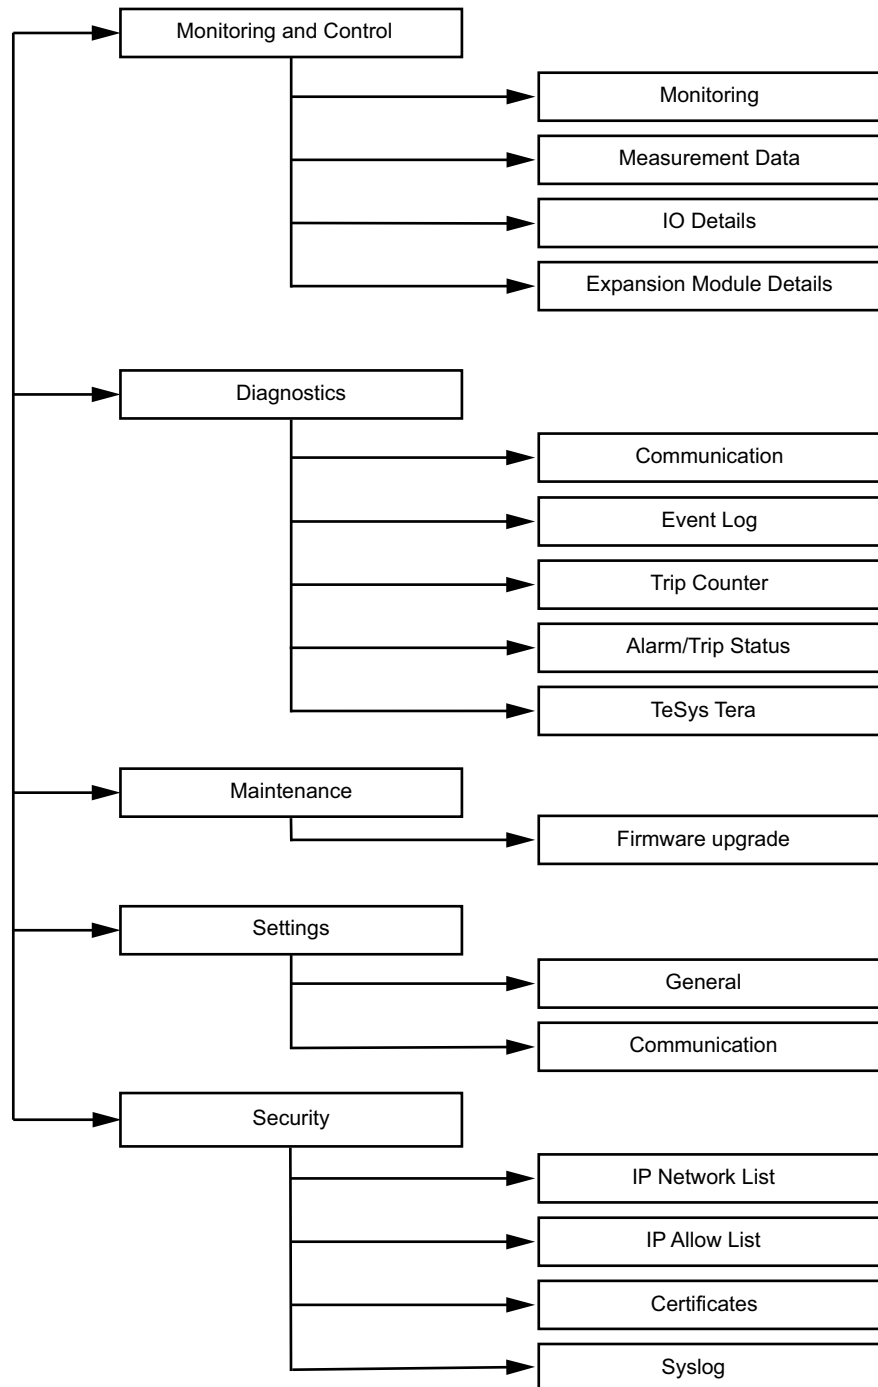 Monitoring and Control
Monitoring
Measurement Data
IO Details
Expansion Module Details
Diagnostics
Communication
Event Log
Trip Counter
Alarm/Trip Status
TeSys Tera
Maintenance
Firmware upgrade
Settings
General
Communication
Security
IP Network List
IP Allow List
Certificates
Syslog